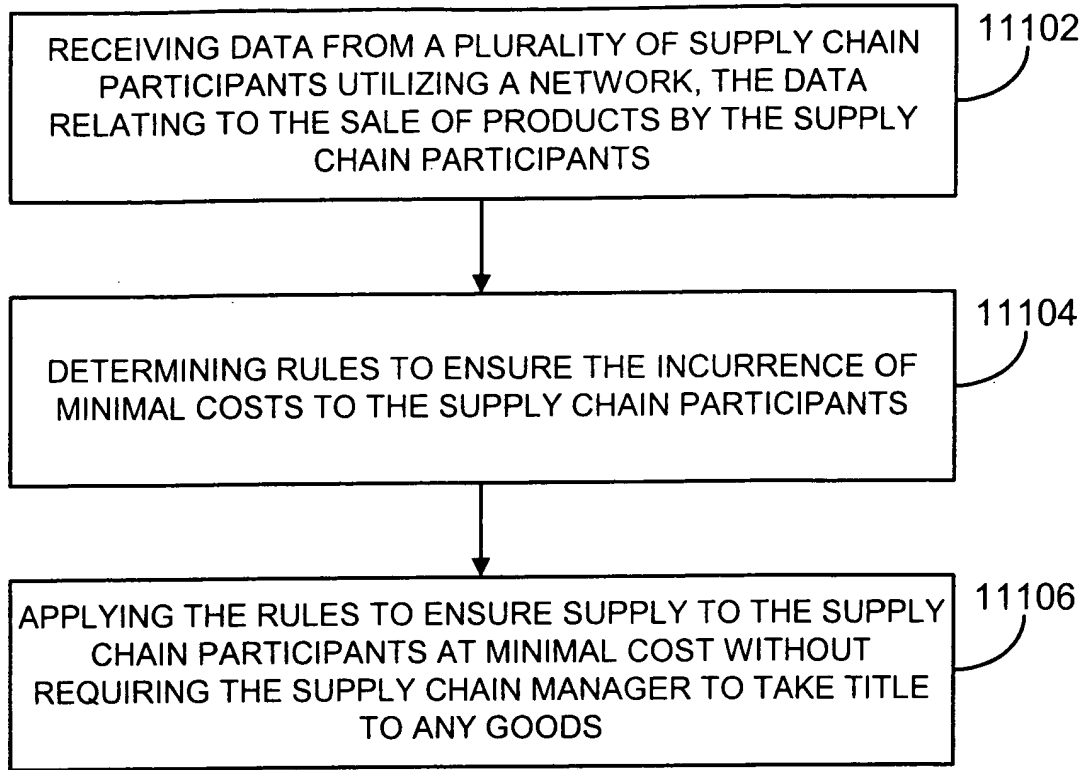 RECEIVING DATA FROM A PLURALITY OF SUPPLY CHAIN
PARTICIPANTS UTILIZING A NETWORK, THE DATA
RELATING TO THE SALE OF PRODUCTS BY THE SUPPLY
CHAIN PARTICIPANTS
11102
DETERMINING RULES TO ENSURE THE INCURRENCE OF
MINIMAL COSTS TO THE SUPPLY CHAIN PARTICIPANTS
11104
APPLYING THE RULES TO ENSURE SUPPLY TO THE SUPPLY
CHAIN PARTICIPANTS AT MINIMAL COST WITHOUT
REQUIRING THE SUPPLY CHAIN MANAGER TO TAKE TITLE
TO ANY GOODS
11106